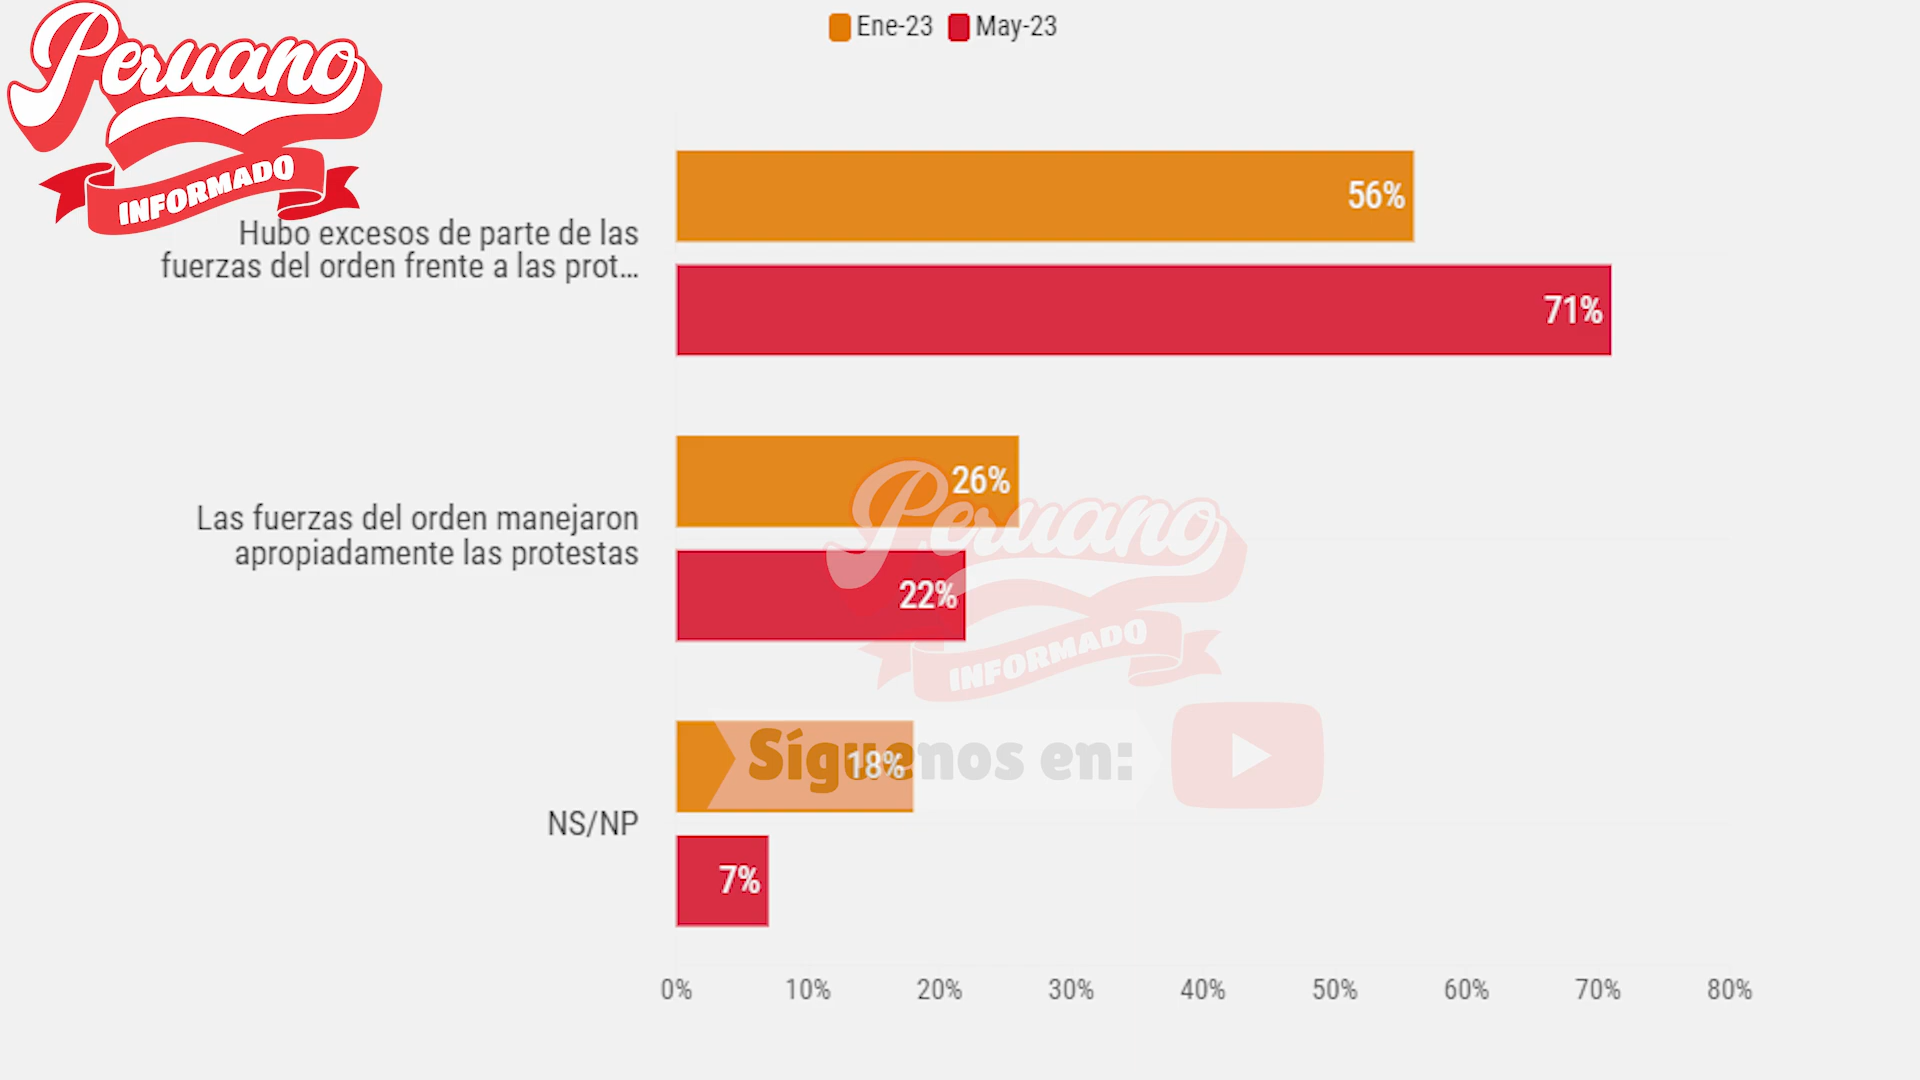 Peruano
INFORMADO
Ene-23 May-23
Hubo excesos de parte de las
fuerzas del orden frente a las prot...
56%
71%
Las fuerzas del orden manejaron
apropiadamente las protestas
26%
22%
Peruano
INFORMADO
Síguenos en:
NS/NP
18%
7%
0% 10% 20% 30% 40% 50% 60% 70% 80%